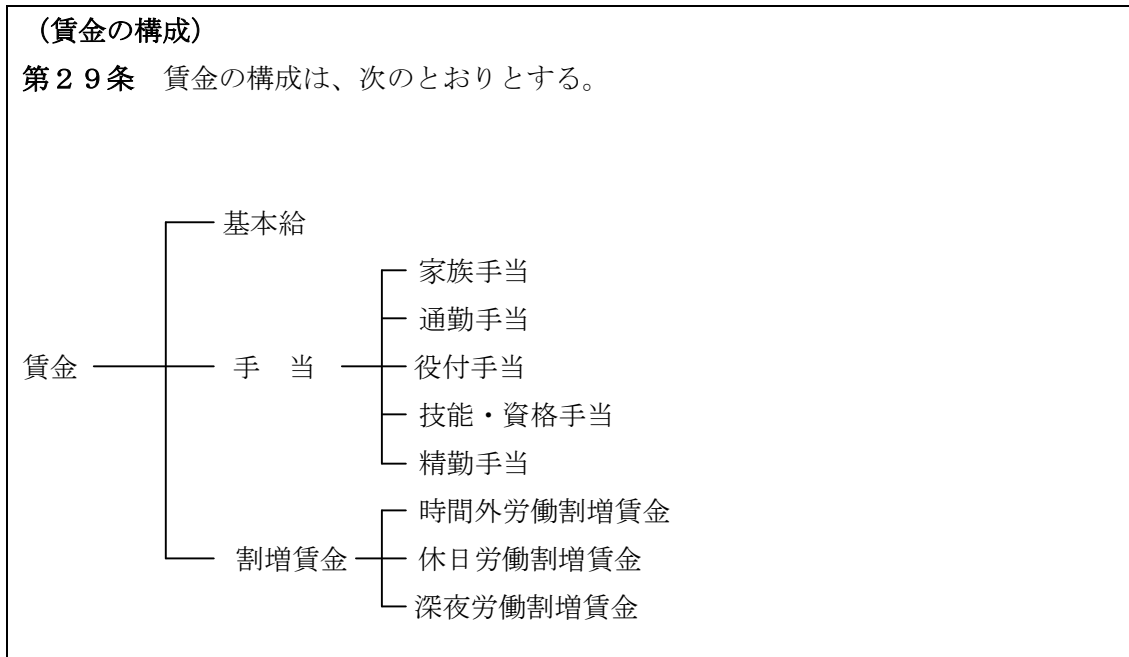 （賃金の構成）
第２９条　賃金の構成は、次のとおりとする。
基本給
家族手当
通勤手当
賃金　手　当　役付手当
技能・資格手当
精勤手当
時間外労働割増賃金
割増賃金　休日労働割増賃金
深夜労働割増賃金